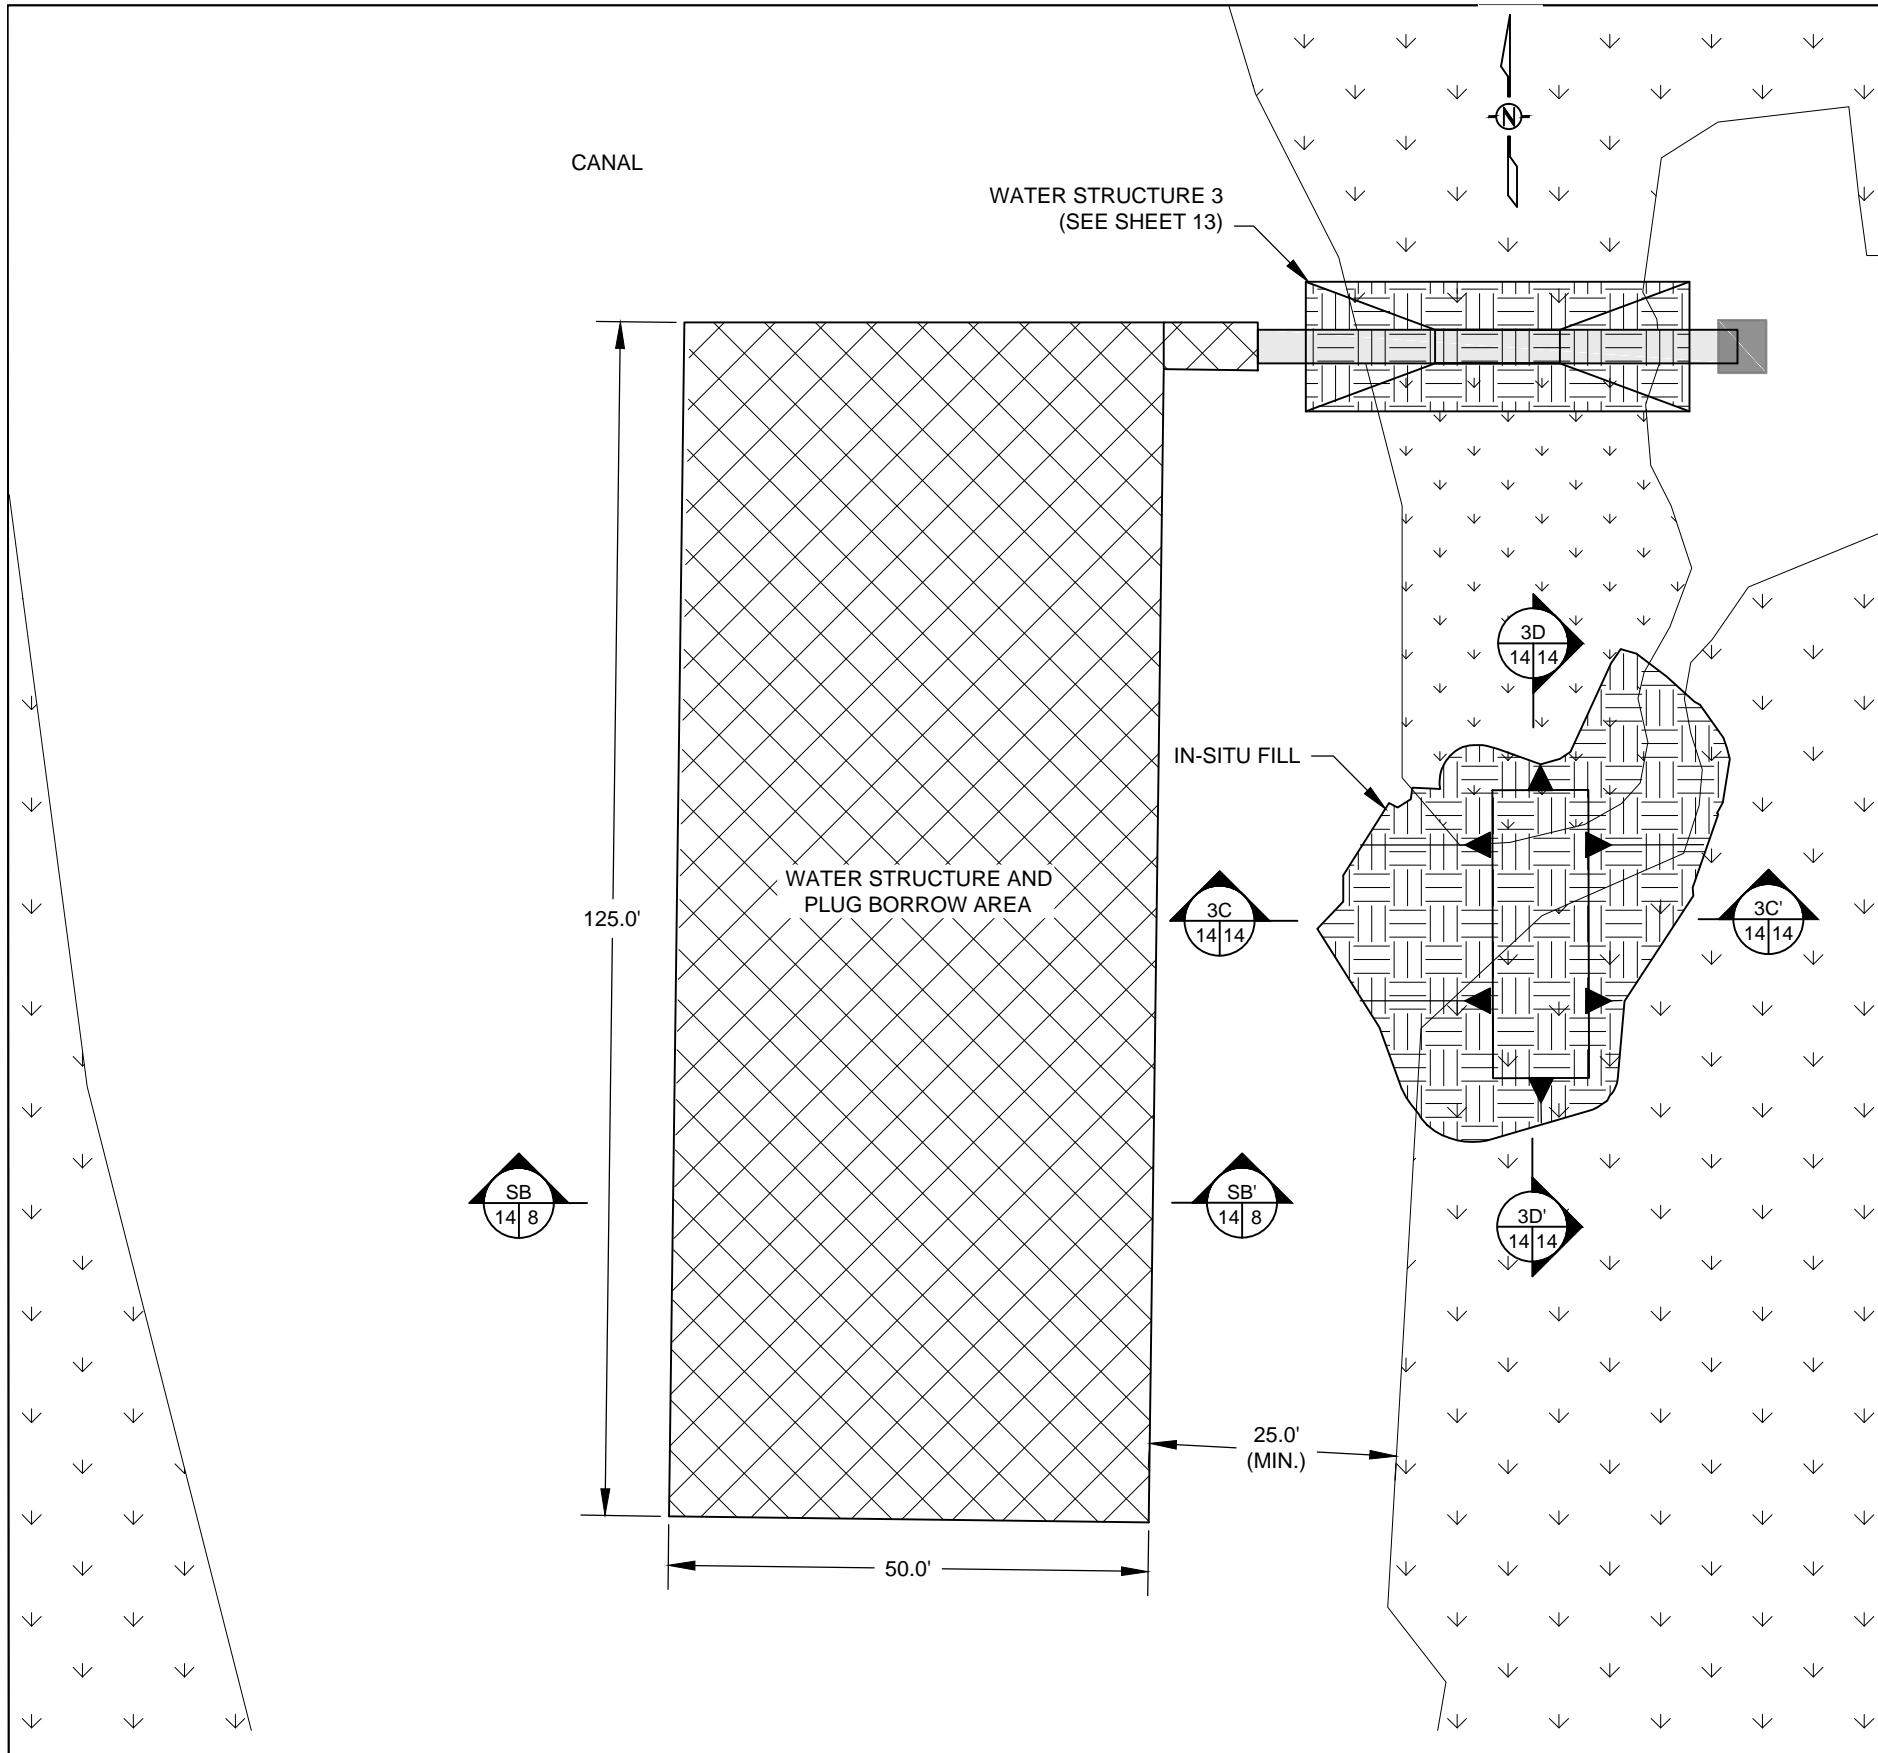 N
CANAL
WATER STRUCTURE 3
(SEE SHEET 13)
3D
14 14
IN-SITU FILL
WATER STRUCTURE AND
PLUG BORROW AREA
125.0'
3C
14 14
3C'
14 14
SB
14 8
SB'
14 8
3D'
14 14
25.0'
(MIN.)
50.0'